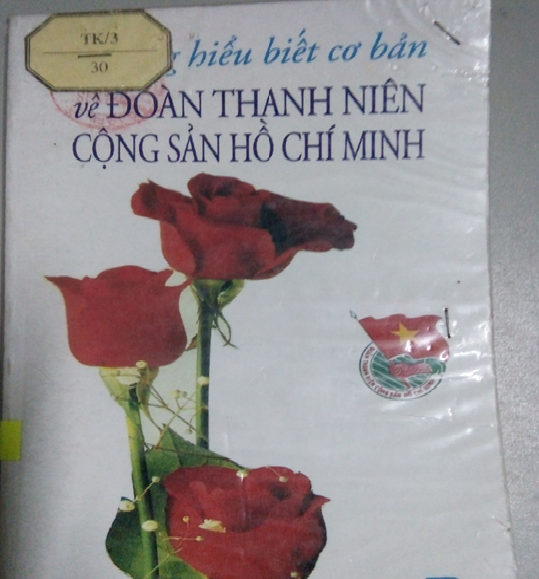 TK/3
30
hiểu biết cơ bản
về ĐOÀN THANH NIÊN
CỘNG SẢN HỒ CHÍ MINH